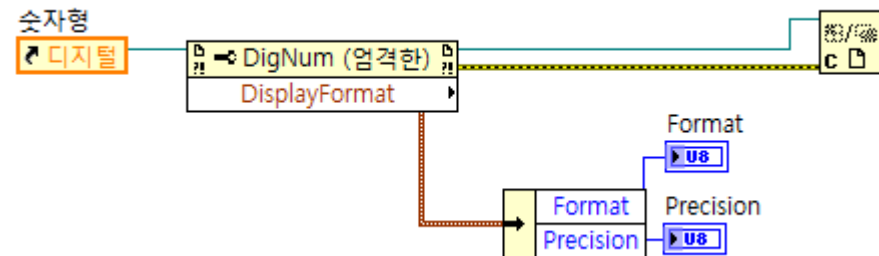 숫자형
디지털
DigNum (엄격한)
DisplayFormat
C
Format
U8
Format
Precision
Precision
U8